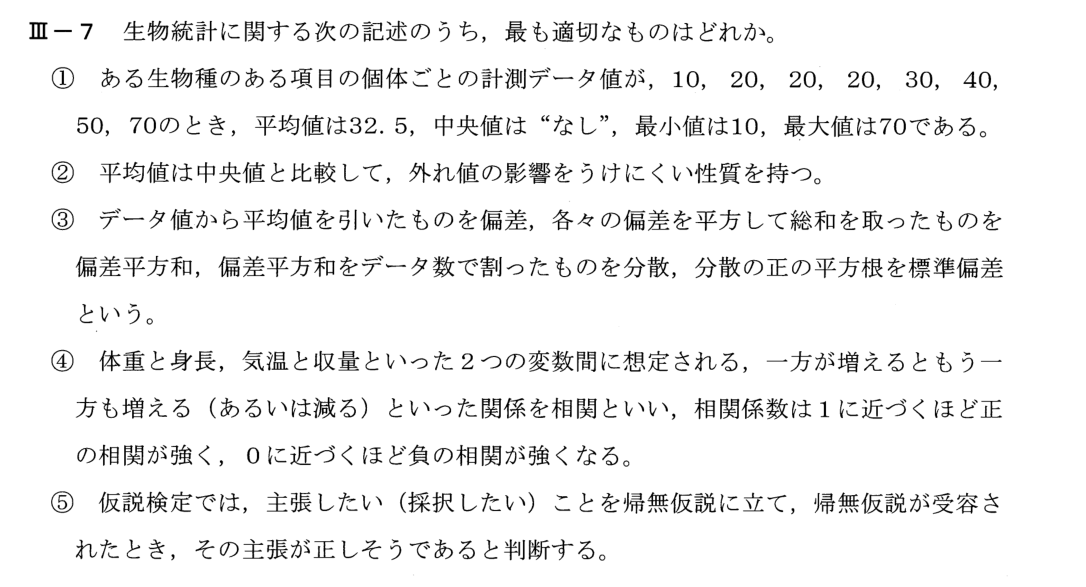 Ⅲ－7　生物統計に関する次の記述のうち，最も適切なものはどれか。
①　ある生物種のある項目の個体ごとの計測データ値が，10，20，20，20，30，40，
50，70のとき，平均値は32.5，中央値は“なし”，最小値は10，最大値は70である。
②　平均値は中央値と比較して，外れ値の影響をうけにくい性質を持つ。
③　データ値から平均値を引いたものを偏差，各々の偏差を平方して総和を取ったものを
偏差平方和，偏差平方和をデータ数で割ったものを分散，分散の正の平方根を標準偏差
という。
④　体重と身長，気温と収量といった２つの変数間に想定される，一方が増えるともう一
方も増える（あるいは減る）といった関係を相関といい，相関係数は１に近づくほど正
の相関が強く，０に近づくほど負の相関が強くなる。
⑤　仮説検定では，主張したい（採択したい）ことを帰無仮説に立て，帰無仮説が受容さ
れたとき，その主張が正しそうであると判断する。